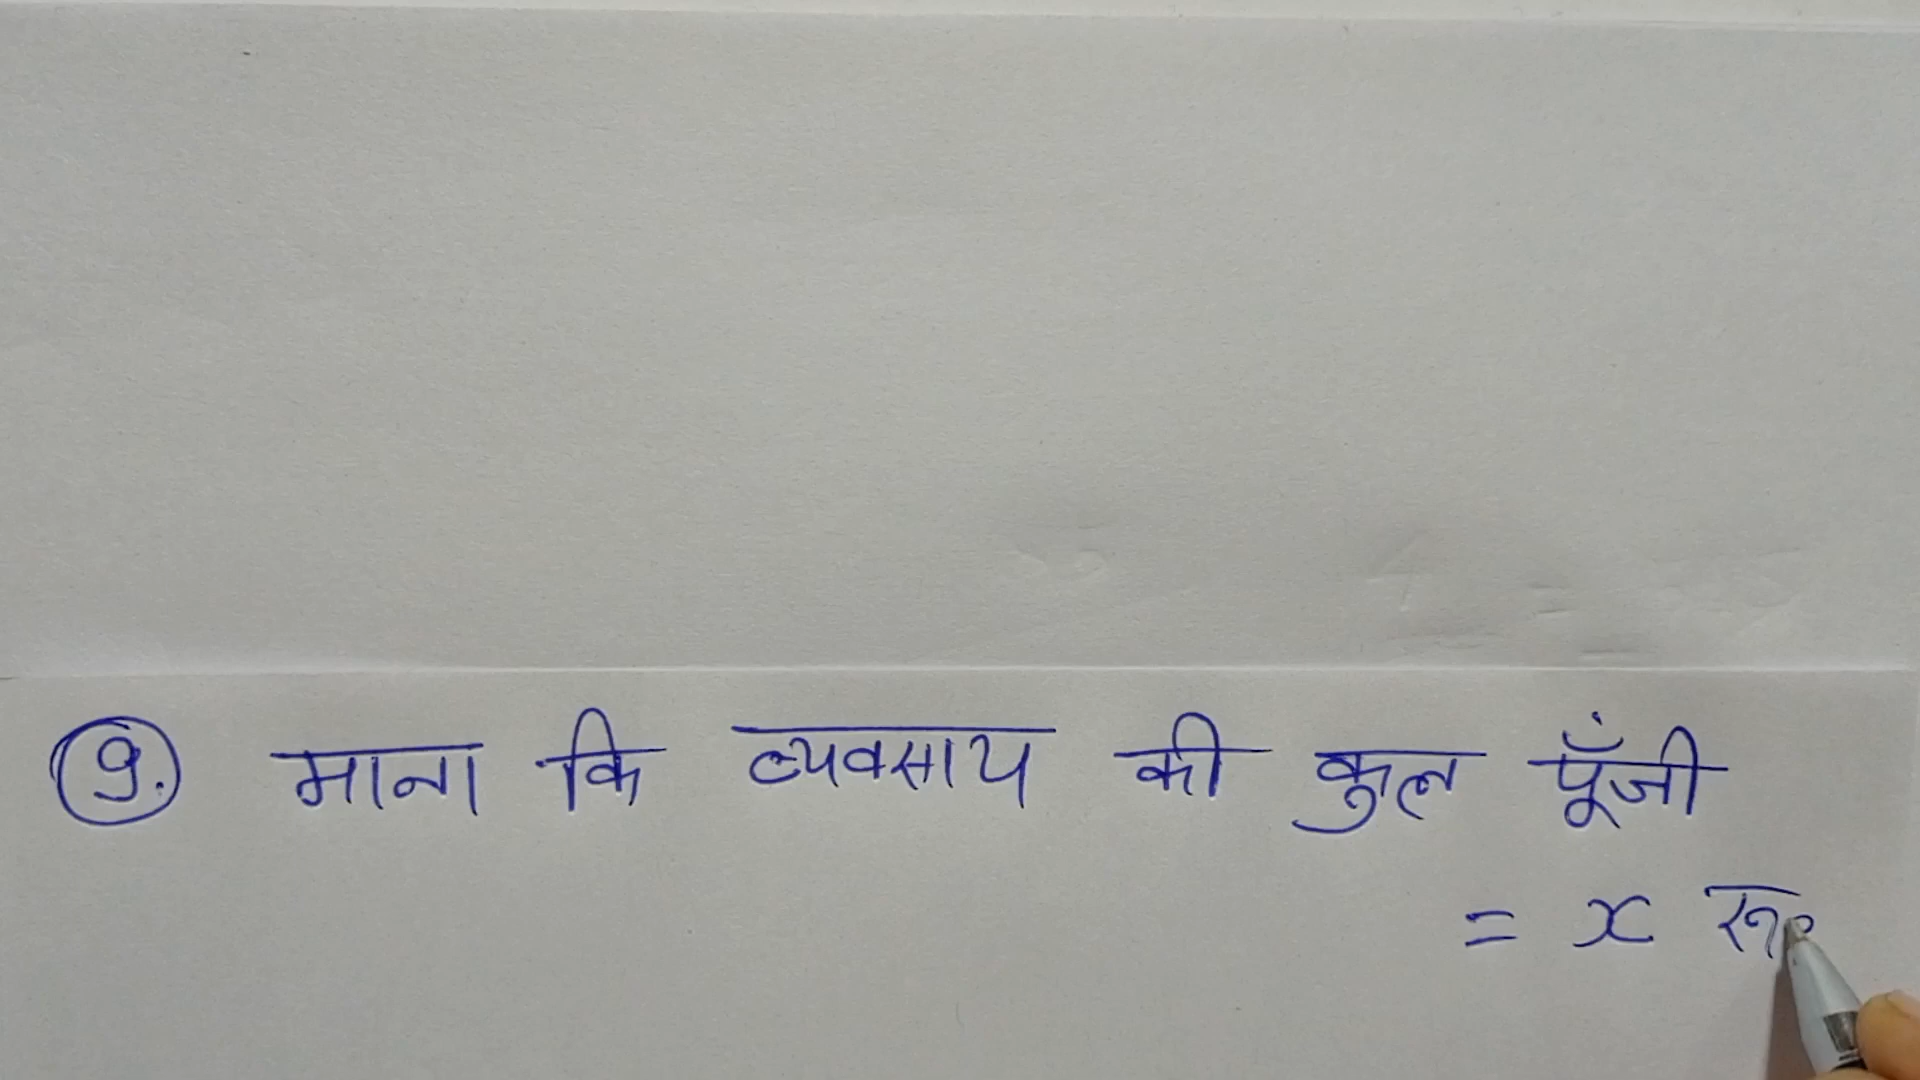 9. माना कि व्यवसाय की कुल पूँजी
= x रू०